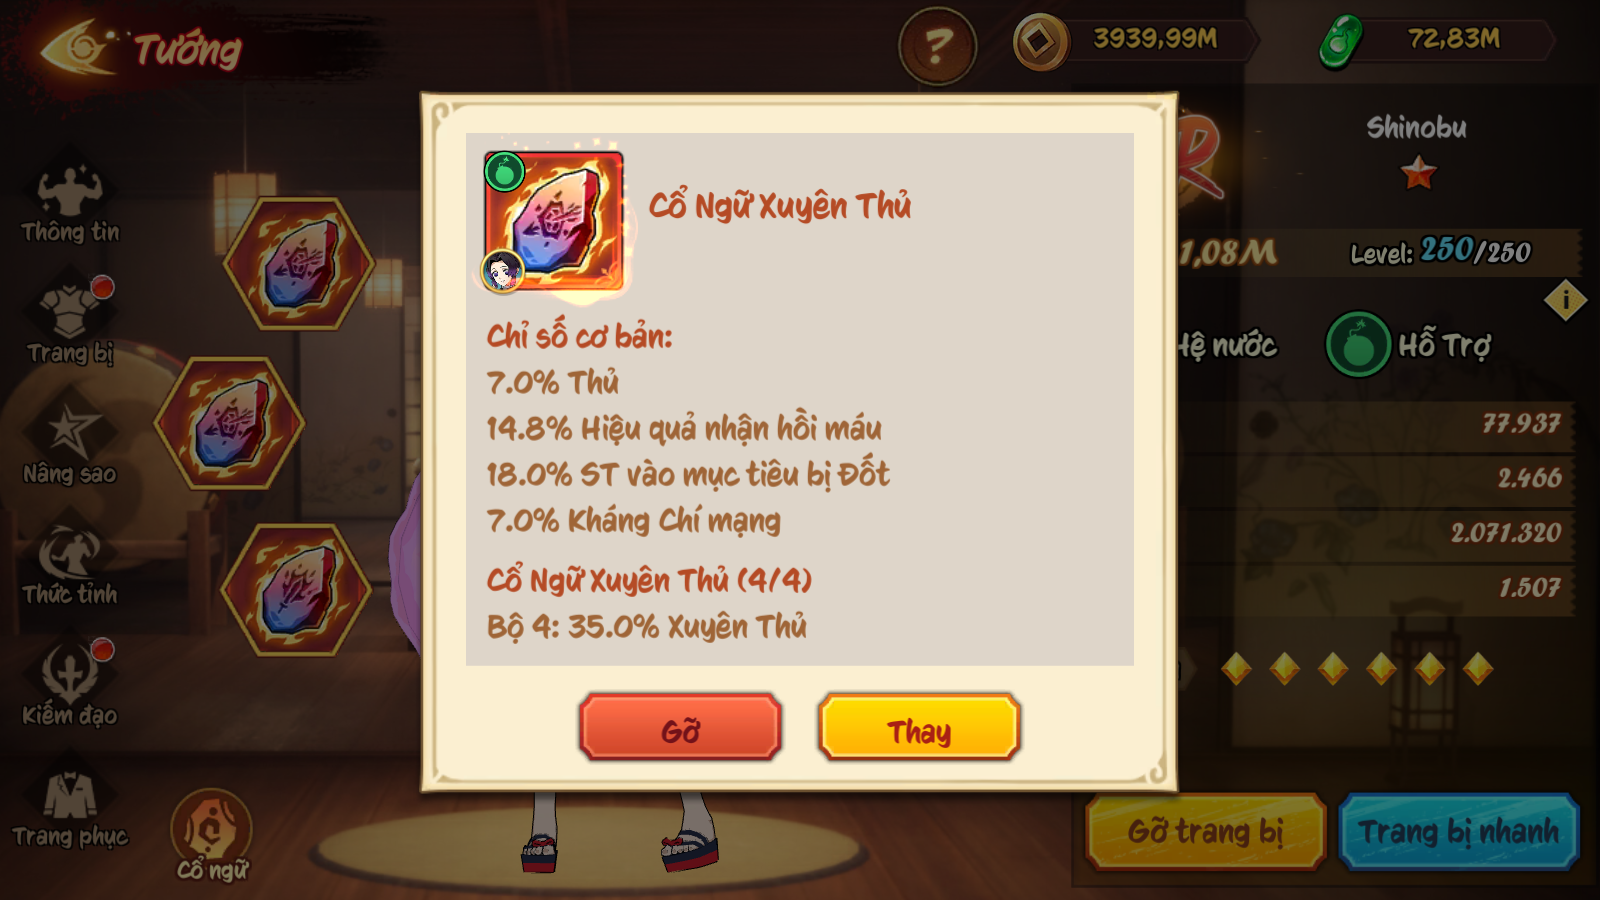 Tướng
?
3939,99M
72,83M
Shinobu
R
1,08M
Level: 250/250
i
Hệ nước
Hỗ Trợ
77.937
2.466
2.071.320
1.507
Thông tin
Trang bị
Nâng sao
Thức tỉnh
Kiếm đạo
Trang phục
Cổ ngữ
Cổ Ngữ Xuyên Thủ
Chỉ số cơ bản:
7.0% Thủ
14.8% Hiệu quả nhận hồi máu
18.0% ST vào mục tiêu bị Đốt
7.0% Kháng Chí mạng
Cổ Ngữ Xuyên Thủ (4/4)
Bộ 4: 35.0% Xuyên Thủ
Gỡ
Thay
Gỡ trang bị
Trang bị nhanh